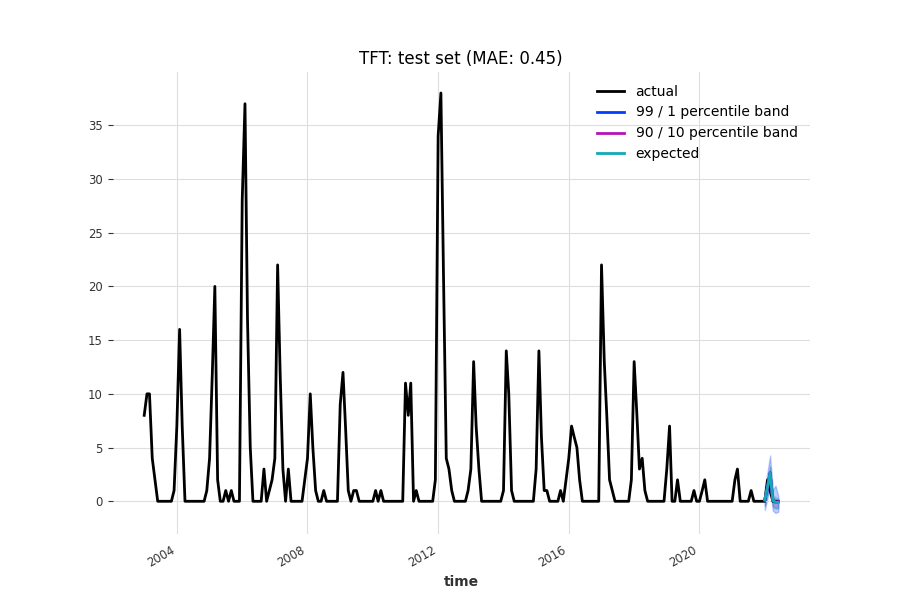 TFT: test set (MAE: 0.45)
actual
99 / 1 percentile band
90 / 10 percentile band
expected
35
30
25
20
15
10
5
0
2004
2008
2012
2016
2020
time